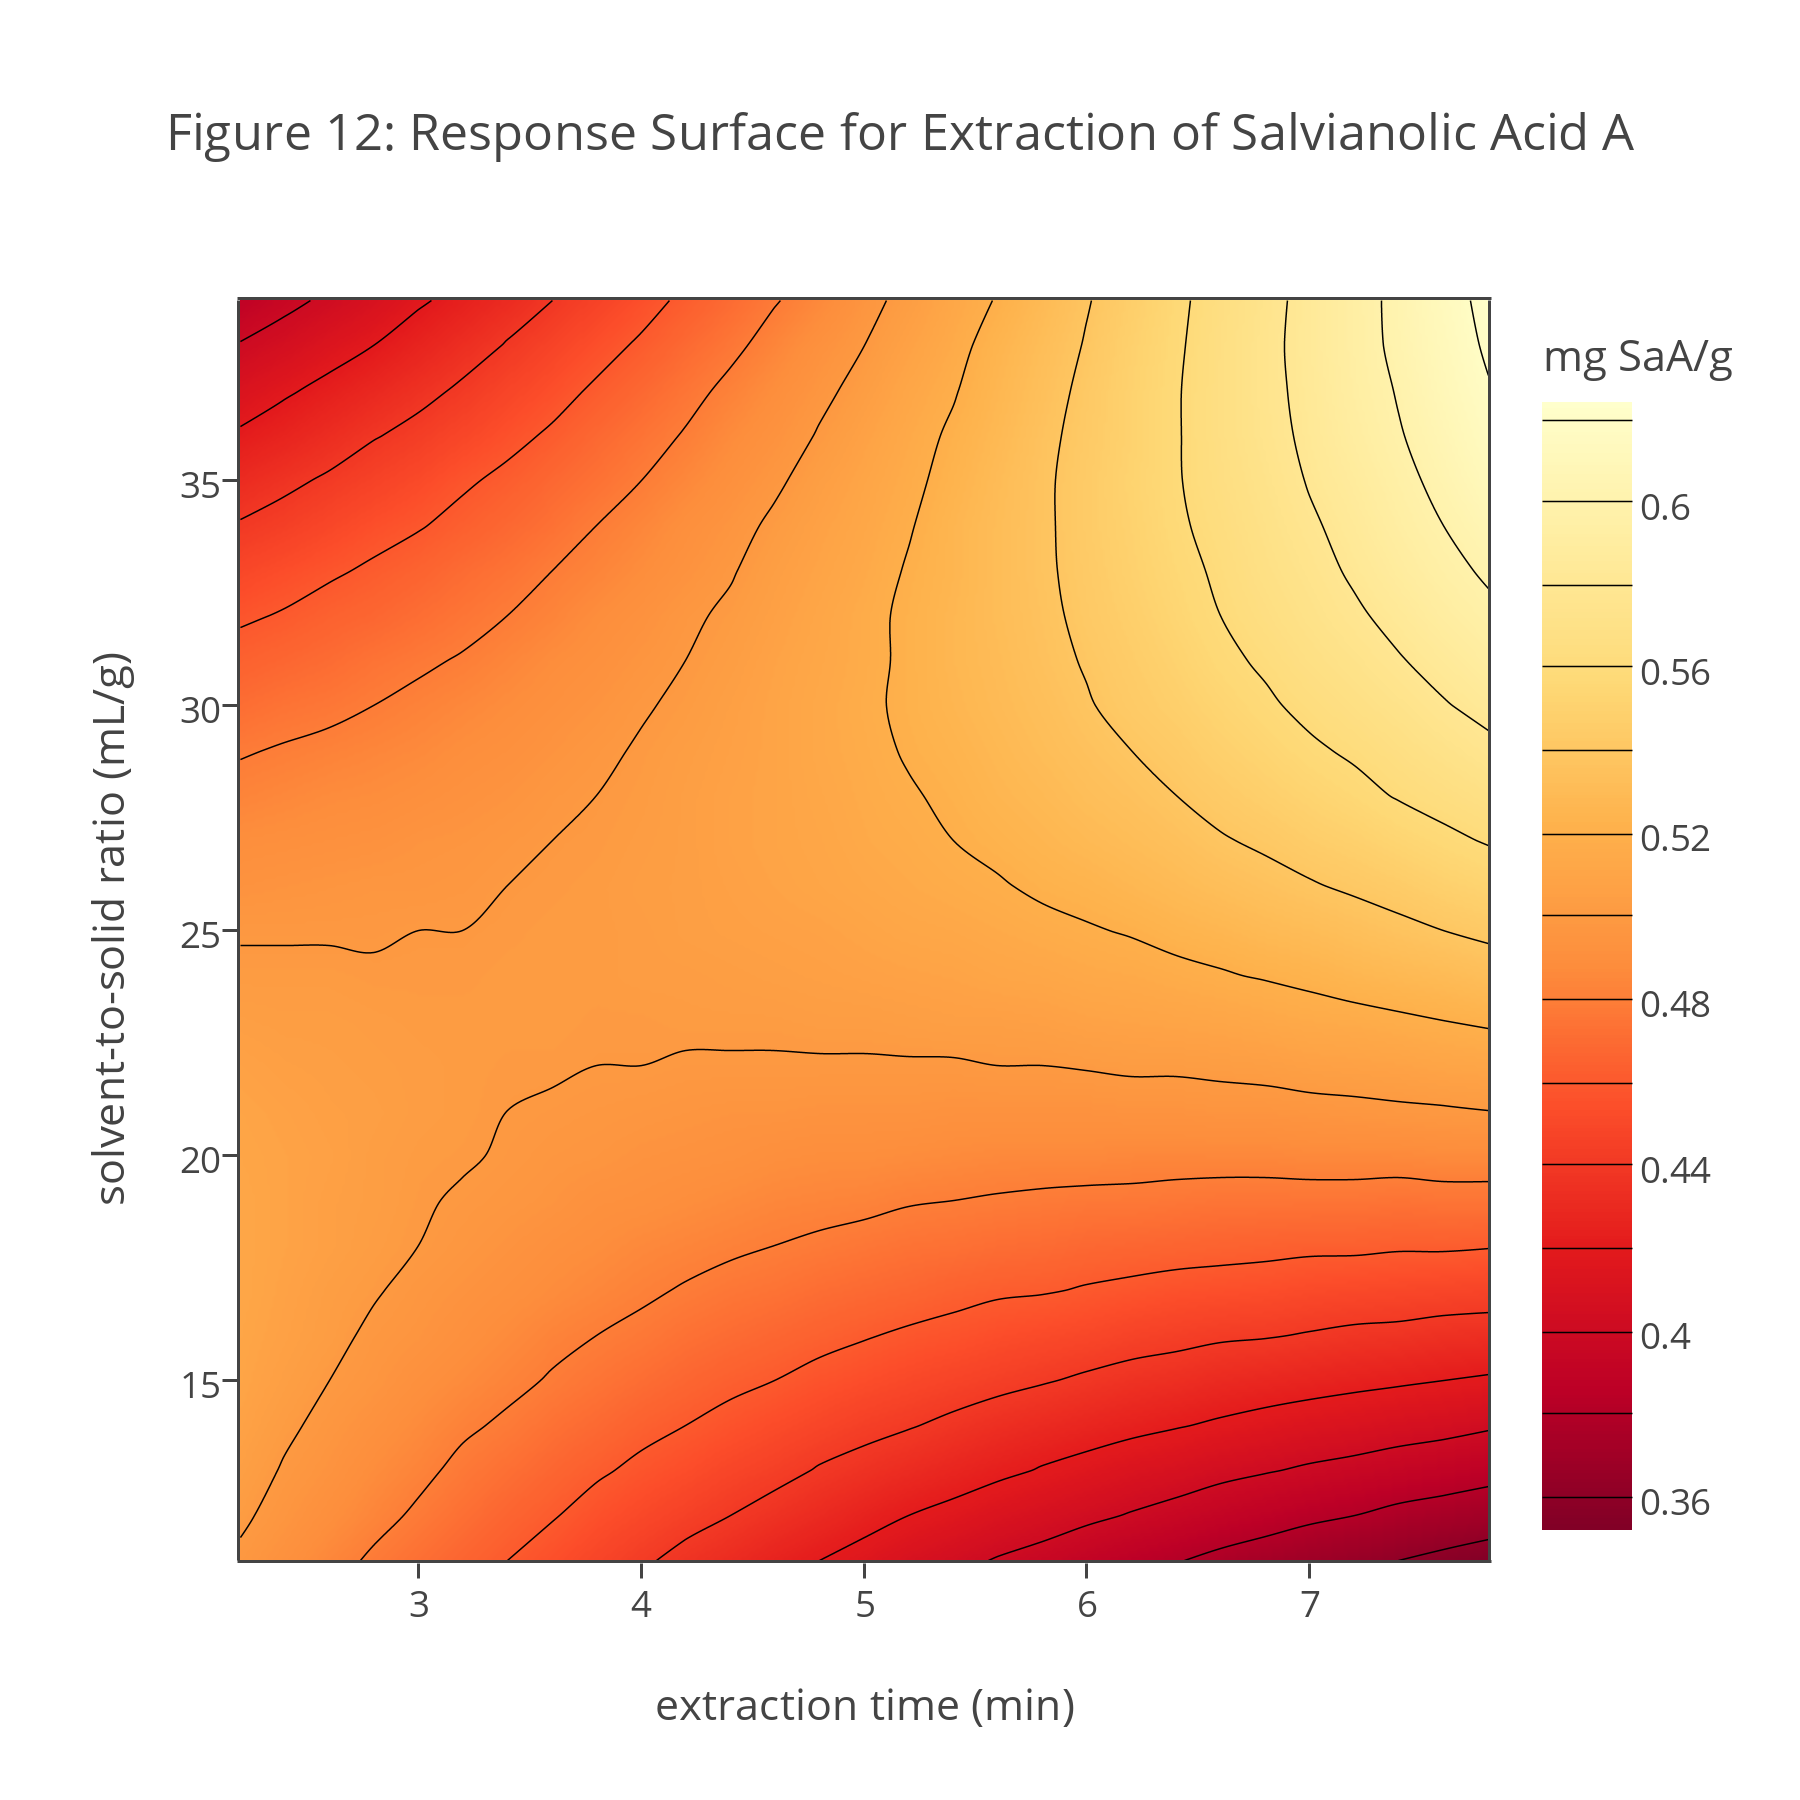 Figure 12: Response Surface for Extraction of Salvianolic Acid A
mg SaA/g
solvent-to-solid ratio (mL/g)
35
30
25
20
15
3 4 5 6 7
extraction time (min)
0.6
0.56
0.52
0.48
0.44
0.4
0.36